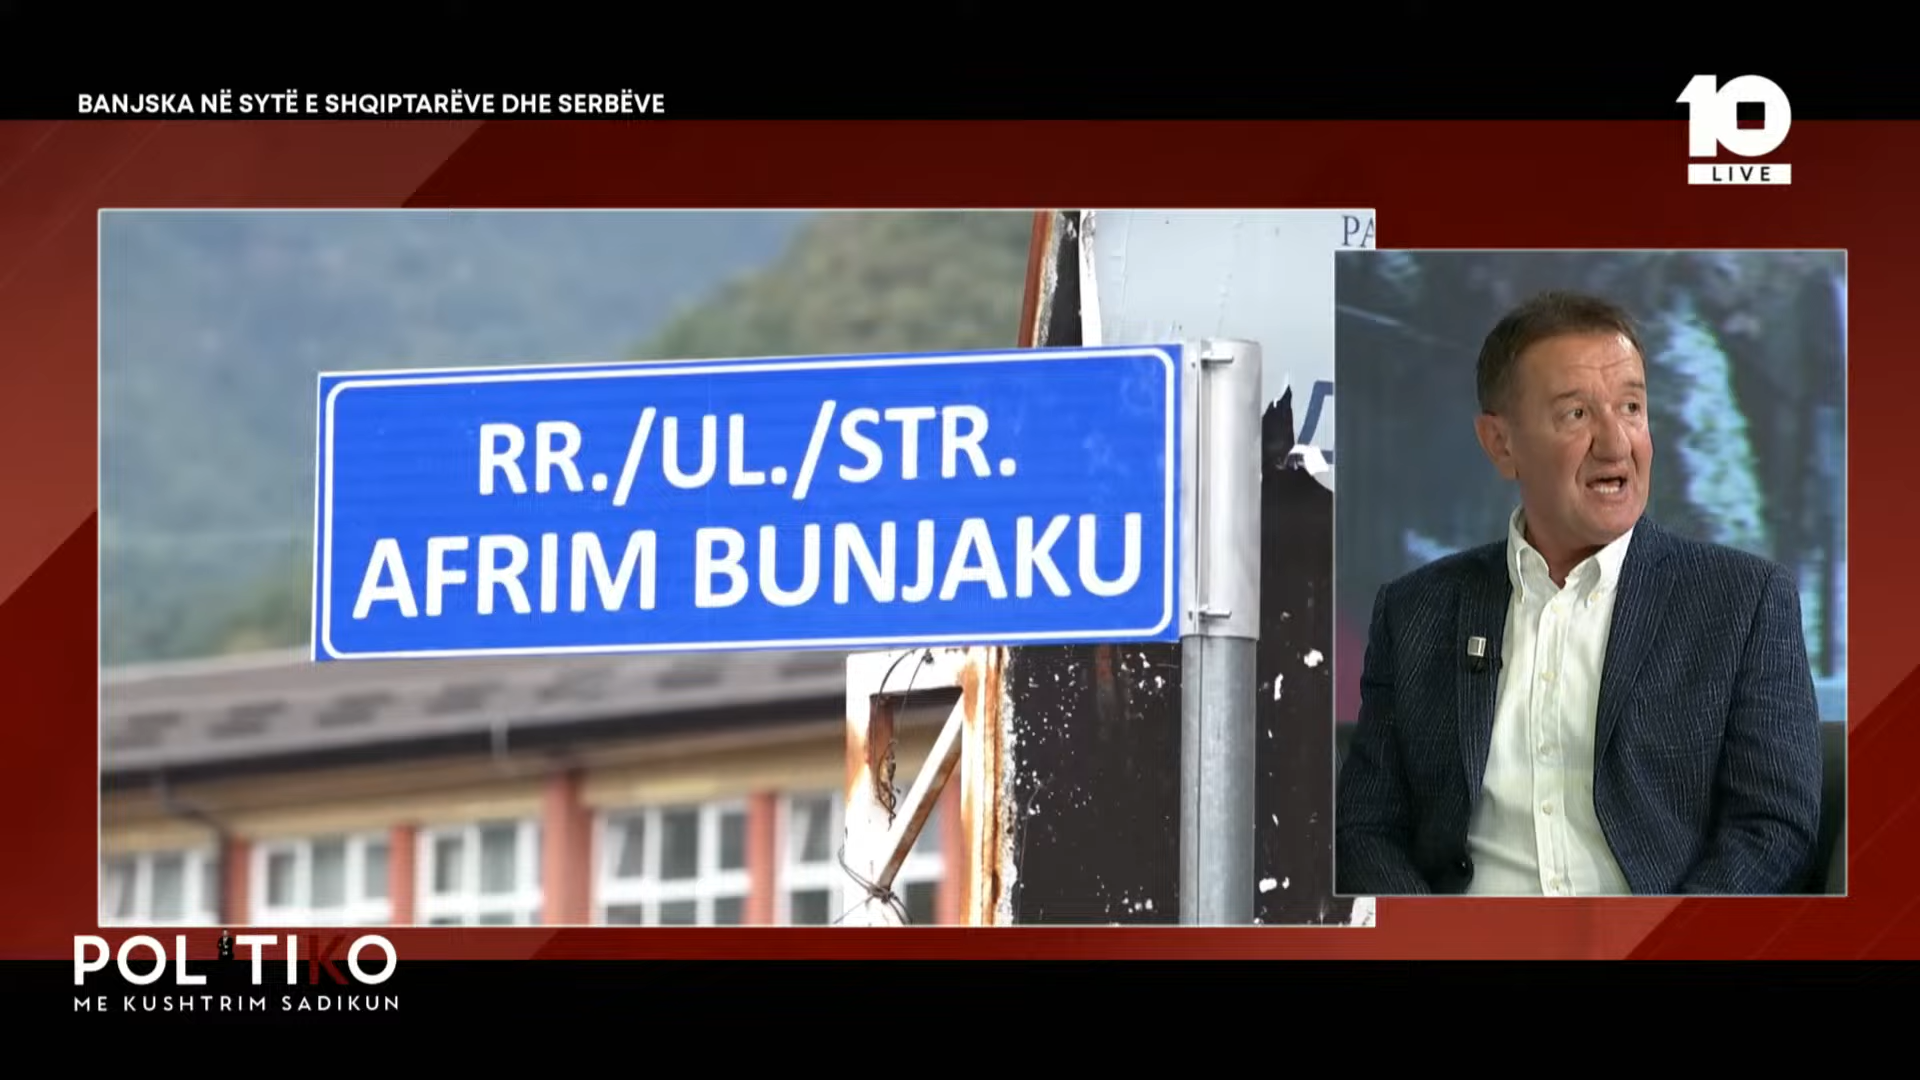 BANJSKA NË SYTË E SHQIPTARËVE DHE SERBËVE
10
LIVE
RR./UL./STR.
AFRIM BUNJAKU
POLITIKO
ME KUSHTRIM SADIKUN